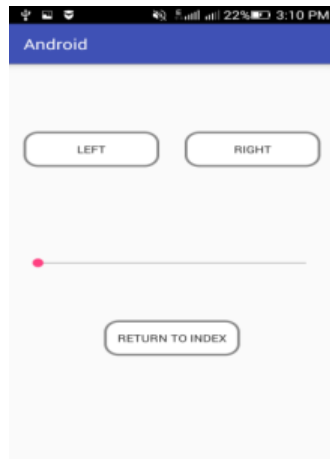 22% 3:10 PM
Android
LEFT RIGHT
RETURN TO INDEX